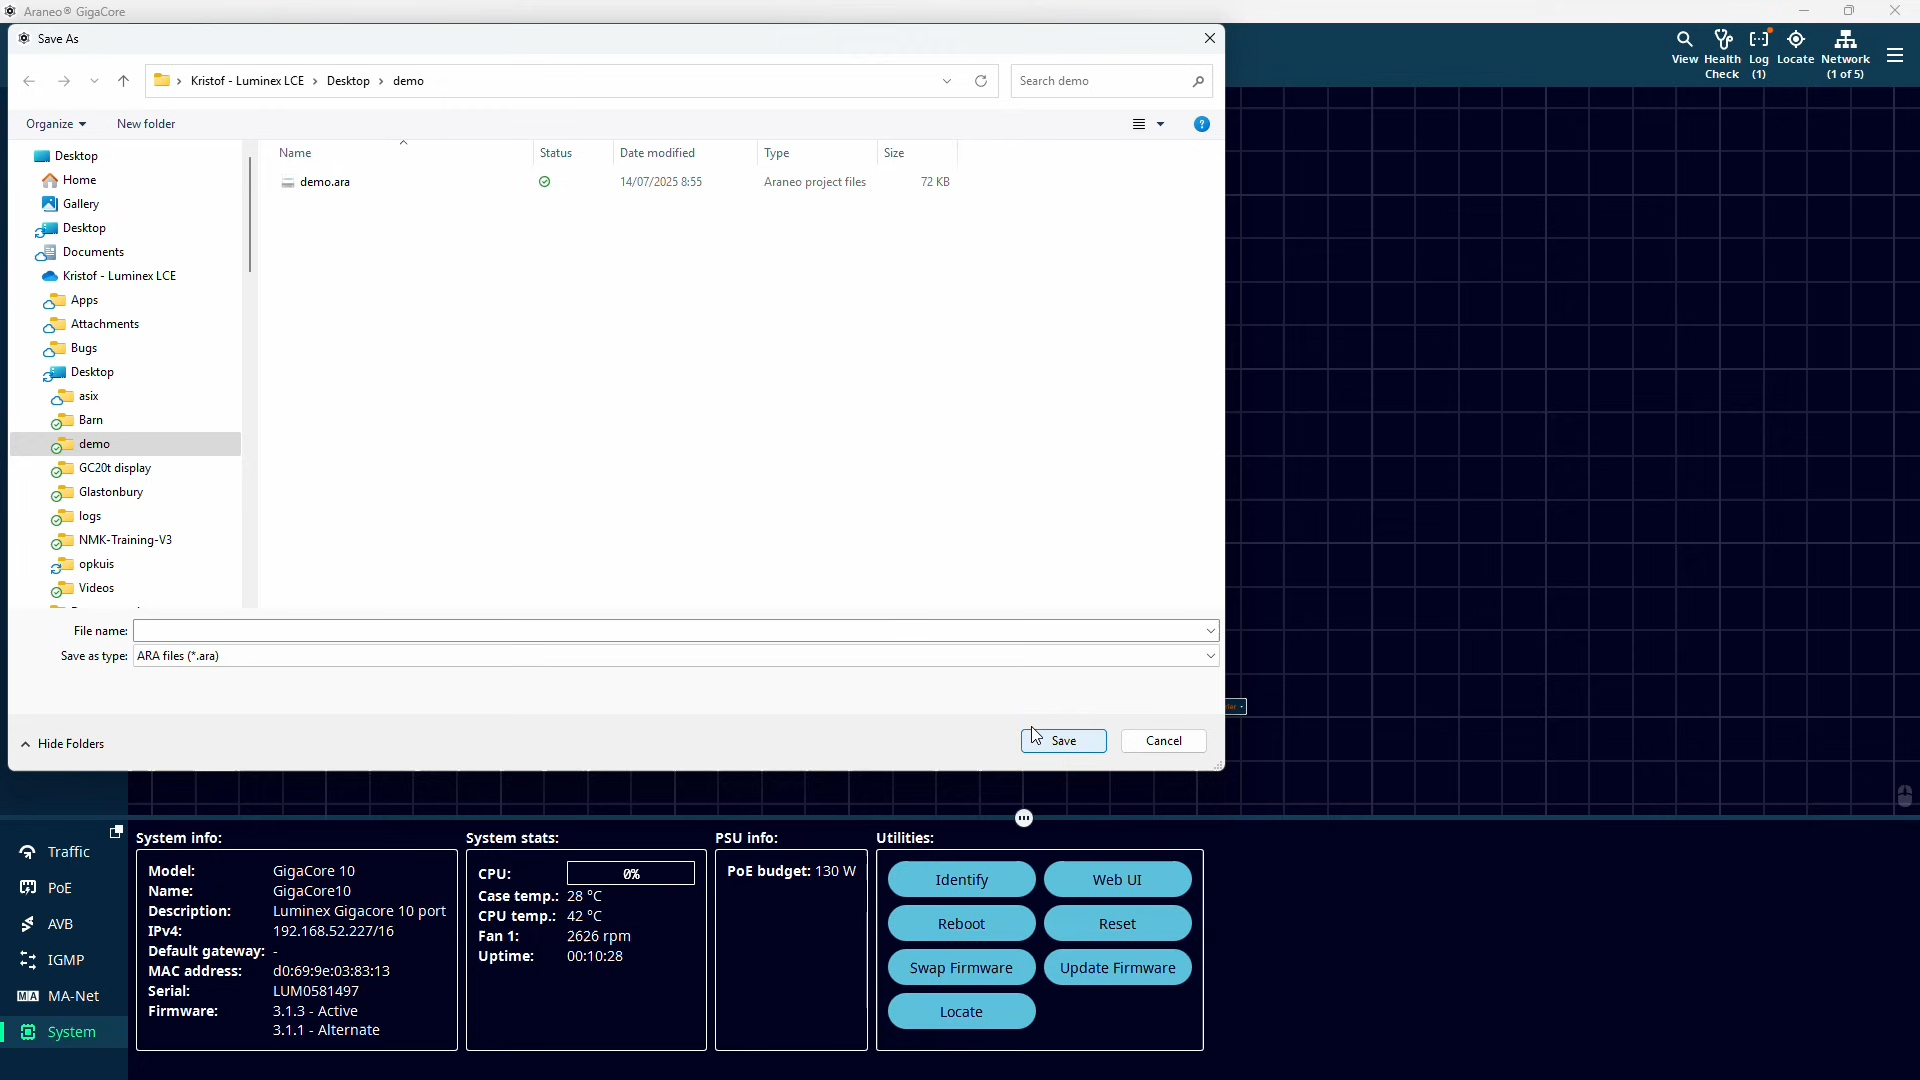 Araneo® GigaCore
Save As
Kristof - Luminex LCE > Desktop > demo
Search demo
Organize
New folder
View
Health Check
Log (1)
Locate
Network (1 of 5)
Name
Status
Date modified
Type
Size
demo.ara
14/07/2025 8:55
Araneo project files
72 KB
Desktop
Home
Gallery
Desktop
Documents
Kristof - Luminex LCE
Apps
Attachments
Bugs
Desktop
asix
Barn
demo
GC20t display
Glastonbury
logs
NMK-Training-V3
opkuis
Videos
File name:
Save as type: ARA files (*.ara)
Hide Folders
Save
Cancel
Traffic
PoE
AVB
IGMP
MA MA-Net
System
System info:
Model: GigaCore 10
Name: GigaCore10
Description: Luminex Gigacore 10 port
IPv4: 192.168.52.227/16
Default gateway: -
MAC address: d0:69:9e:03:83:13
Serial: LUM0581497
Firmware: 3.1.3 - Active
3.1.1 - Alternate
System stats:
CPU: 0%
Case temp.: 28 °C
CPU temp.: 42 °C
Fan 1: 2626 rpm
Uptime: 00:10:28
PSU info:
PoE budget: 130 W
Utilities:
Identify
Web UI
Reboot
Reset
Swap Firmware
Update Firmware
Locate